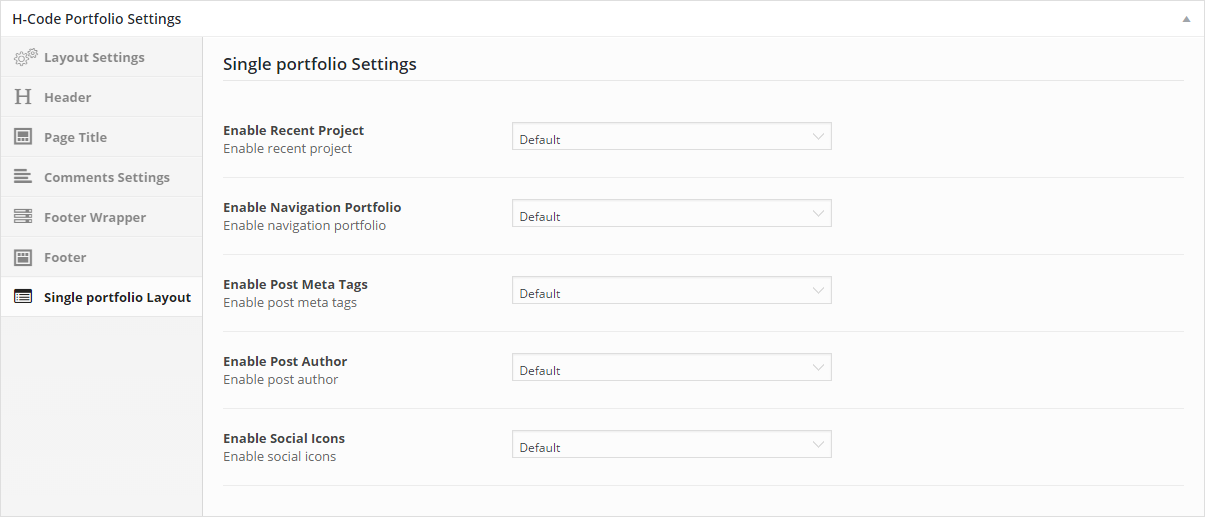 H-Code Portfolio Settings
Layout Settings
Header
Page Title
Comments Settings
Footer Wrapper
Footer
Single portfolio Layout
Single portfolio Settings
Enable Recent Project
Enable recent project
Default
Enable Navigation Portfolio
Enable navigation portfolio
Default
Enable Post Meta Tags
Enable post meta tags
Default
Enable Post Author
Enable post author
Default
Enable Social Icons
Enable social icons
Default